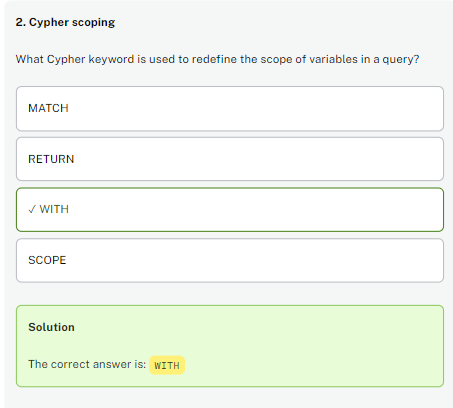 2. Cypher scoping
What Cypher keyword is used to redefine the scope of variables in a query?
MATCH
RETURN
✓ WITH
SCOPE
Solution
The correct answer is: WITH